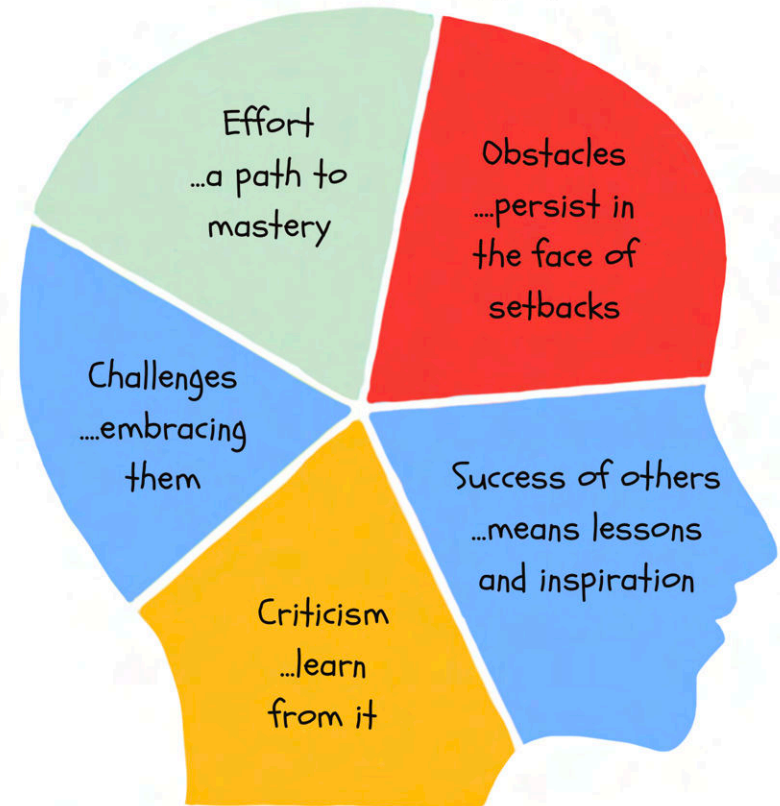 Effort
...a path to
mastery
Obstacles
....persist in
the face of
setbacks
Challenges
....embracing
them
Success of others
...means lessons
and inspiration
Criticism
...learn
from it